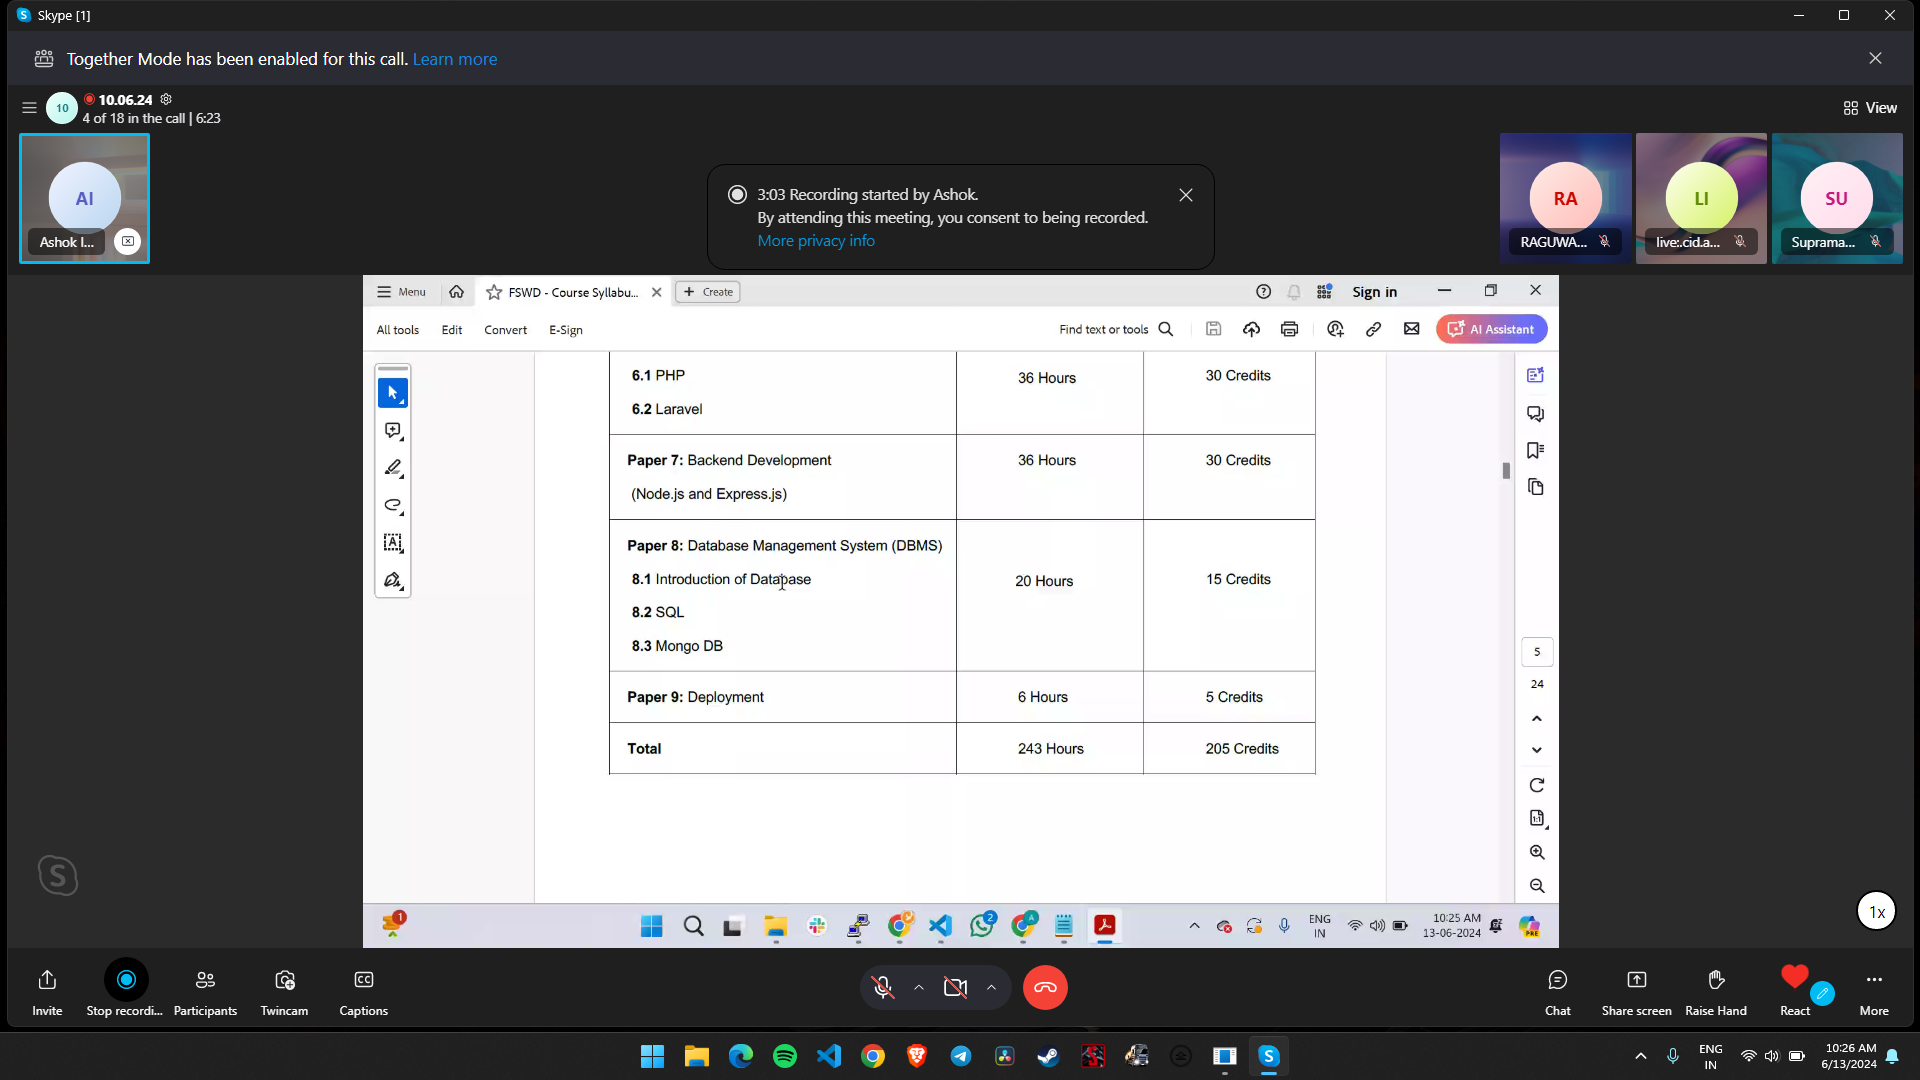 Skype [1]
Together Mode has been enabled for this call. Learn more
10
10.06.24
4 of 18 in the call | 6:23
View
AI
Ashok I...
3:03 Recording started by Ashok.
By attending this meeting, you consent to being recorded.
More privacy info
RA
RAGUWA...
LI
live:.cid.a...
SU
Suprama...
Menu
FSWD - Course Syllabu...
Create
Sign in
All tools
Edit
Convert
E-Sign
Find text or tools
AI Assistant
6.1 PHP
36 Hours
30 Credits
6.2 Laravel
Paper 7: Backend Development
36 Hours
30 Credits
(Node.js and Express.js)
Paper 8: Database Management System (DBMS)
8.1 Introduction of Database
20 Hours
15 Credits
8.2 SQL
8.3 Mongo DB
Paper 9: Deployment
6 Hours
5 Credits
Total
243 Hours
205 Credits
5
24
1x
1
2
A
ENG
IN
10:25 AM
13-06-2024
PRE
Invite
Stop recordi...
Participants
Twincam
CC
Captions
Chat
Share screen
Raise Hand
React
More
ENG
IN
10:26 AM
6/13/2024